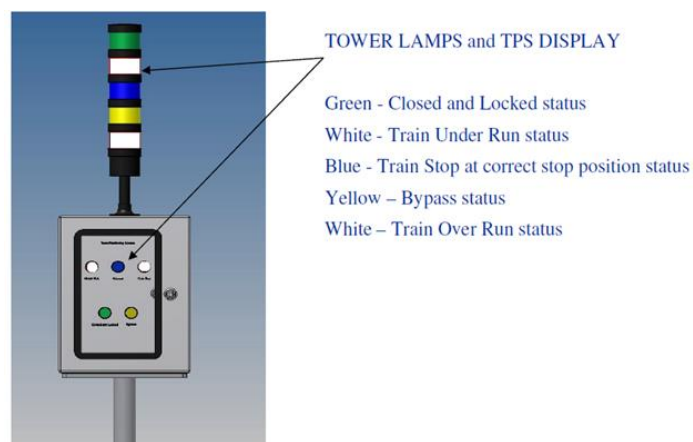 TOWER LAMPS and TPS DISPLAY
Green - Closed and Locked status
White - Train Under Run status
Blue - Train Stop at correct stop position status
Yellow – Bypass status
White – Train Over Run status